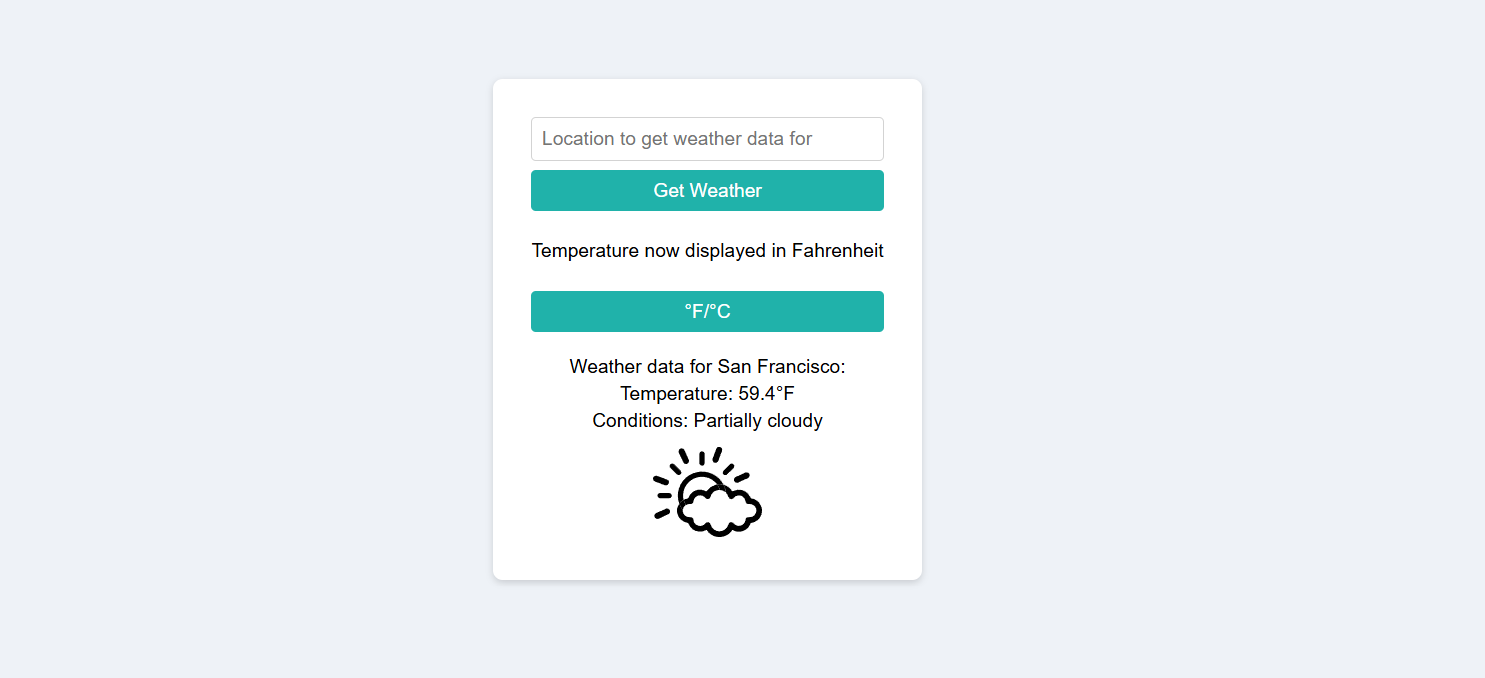 Location to get weather data for
Get Weather
Temperature now displayed in Fahrenheit
°F/°C
Weather data for San Francisco:
Temperature: 59.4°F
Conditions: Partially cloudy